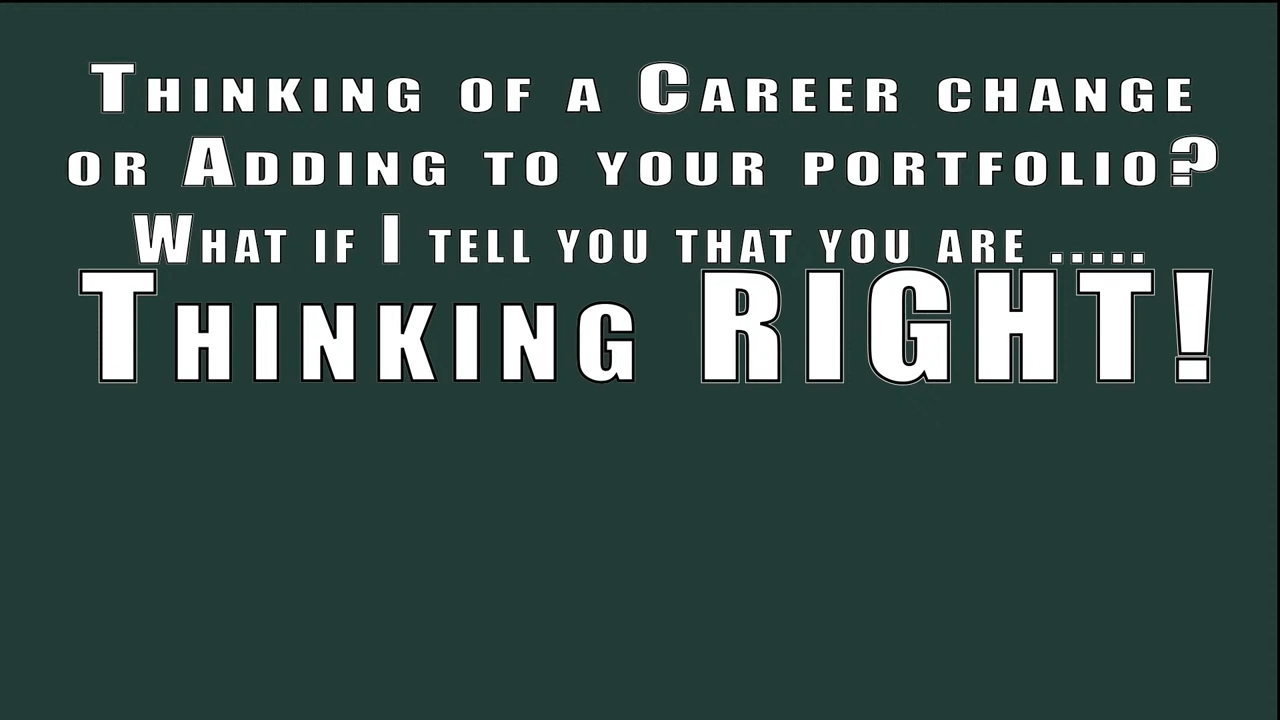 Thinking of a Career change
or Adding to your portfolio?
What if I tell you that you are .....
Thinking RIGHT!